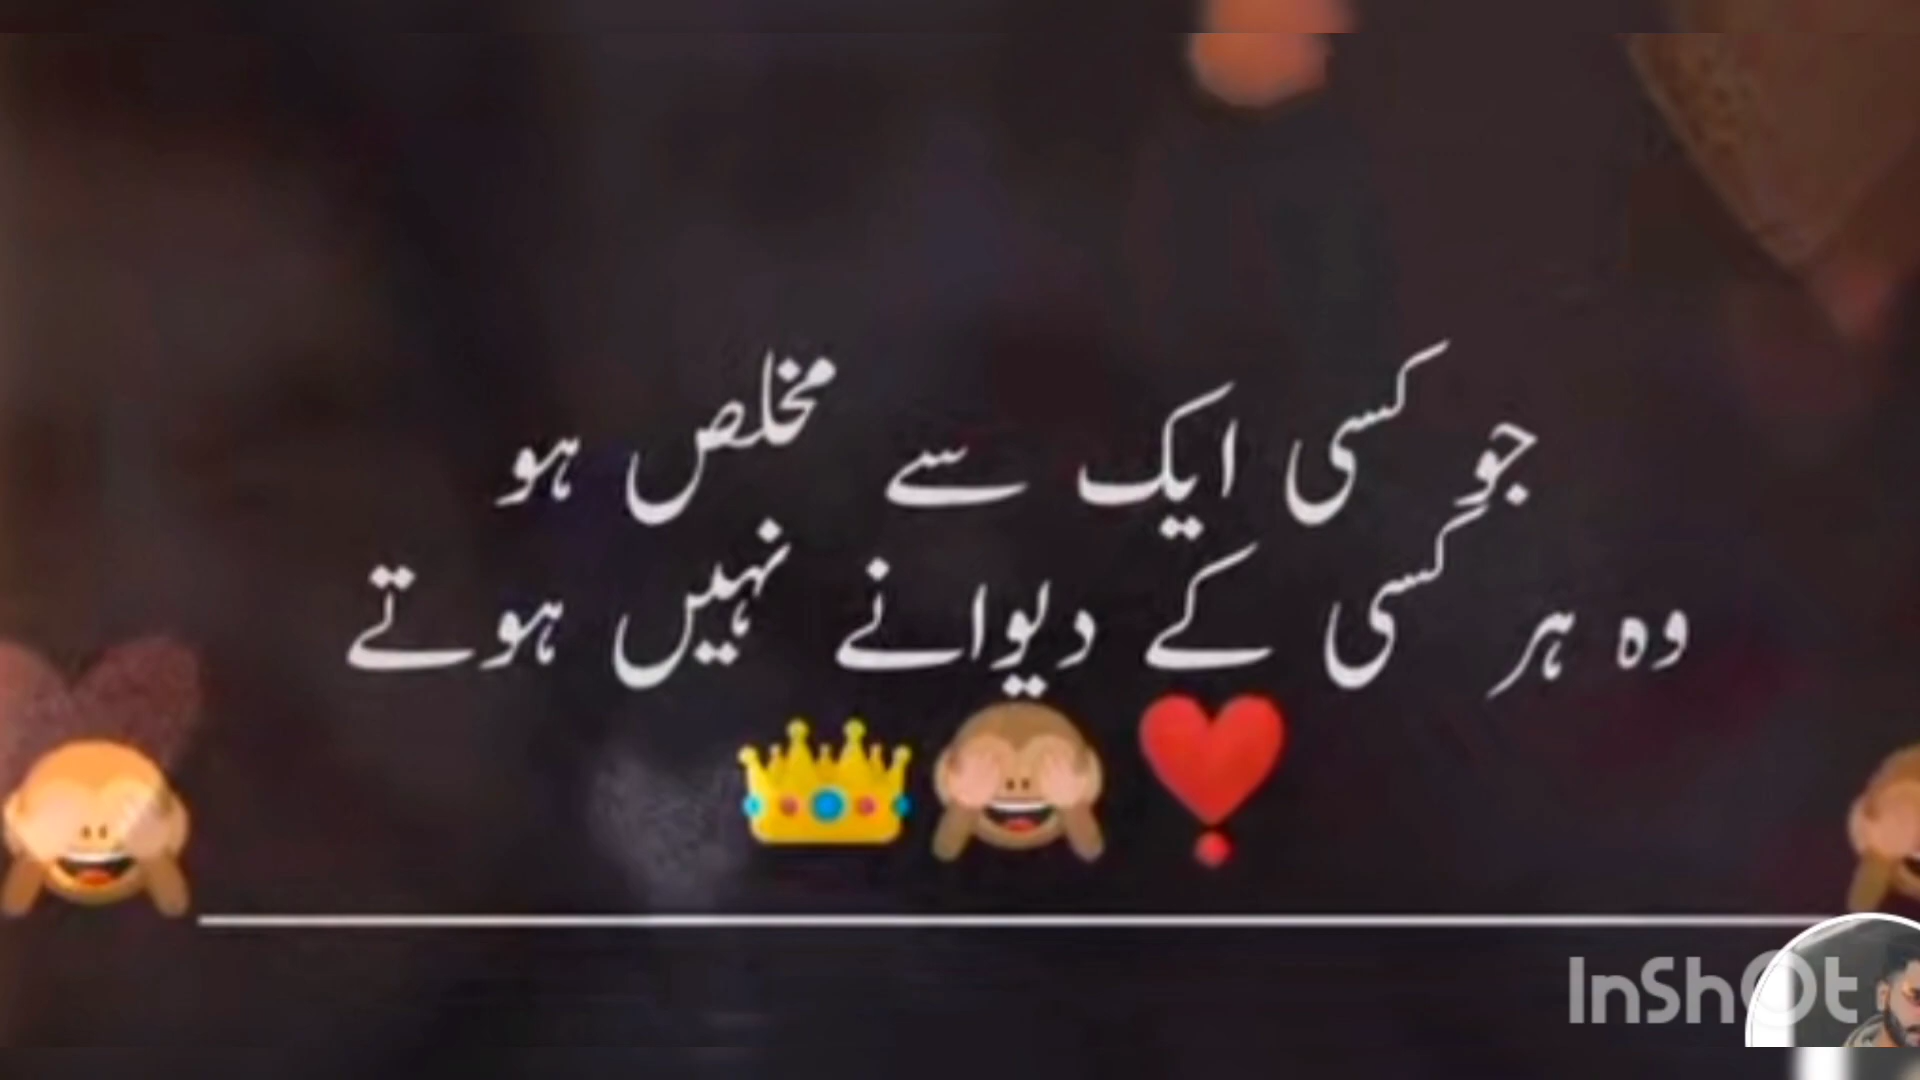 جو کسی ایک سے مخلص ہو
وہ ہر کسی کے دیوانے نہیں ہوتے
InShOt